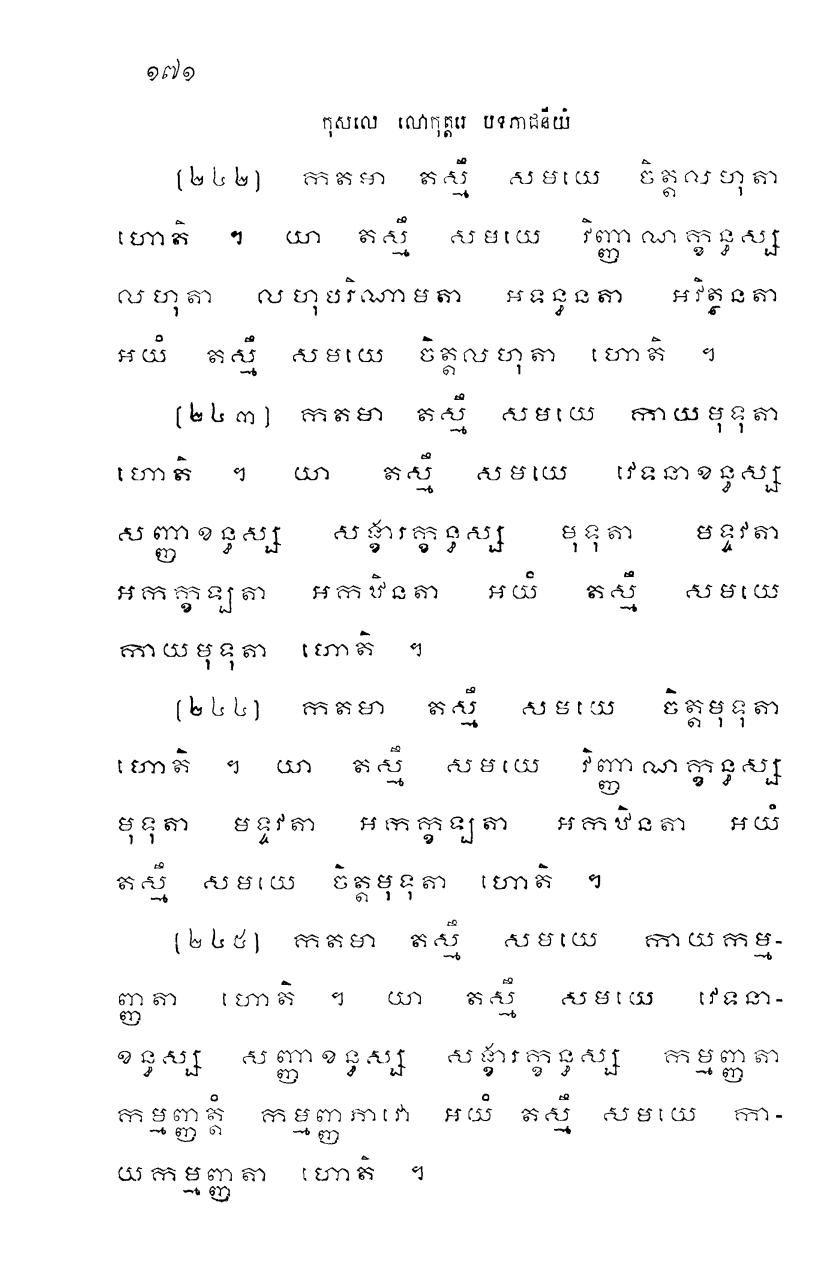 ១៧១
កុសលេ លោកុត្តរេ បទភាជនីយំ
(២៤២) កតមា តស្មឹ សមយេ ចិត្តលហុតា
ហោតិ ។ យា តស្មឹ សមយេ វិញ្ញាណក្ខន្ធស្ស
លហុតា លហុបរិណាមតា អទន្ធនតា អវិត្ថនតា
អយំ តស្មឹ សមយេ ចិត្តលហុតា ហោតិ ។
(២៤៣) កតមា តស្មឹ សមយេ កាយមុទុតា
ហោតិ ។ យា តស្មឹ សមយេ វេទនាខន្ធស្ស
សញ្ញាខន្ធស្ស សង្ខារក្ខន្ធស្ស មុទុតា មទ្ទវតា
អកក្ខឡតា អកឋិនតា អយំ តស្មឹ សមយេ
កាយមុទុតា ហោតិ ។
(២៤៤) កតមា តស្មឹ សមយេ ចិត្តមុទុតា
ហោតិ ។ យា តស្មឹ សមយេ វិញ្ញាណក្ខន្ធស្ស
មុទុតា មទ្ទវតា អកក្ខឡតា អកឋិនតា អយំ
តស្មឹ សមយេ ចិត្តមុទុតា ហោតិ ។
(២៤៥) កតមា តស្មឹ សមយេ កាយកម្ម-
ញ្ញតា ហោតិ ។ យា តស្មឹ សមយេ វេទនា-
ខន្ធស្ស សញ្ញាខន្ធស្ស សង្ខារក្ខន្ធស្ស កម្មញ្ញតា
កម្មញ្ញត្តំ កម្មញ្ញភាវោ អយំ តស្មឹ សមយេ កា-
យកម្មញ្ញតា ហោតិ ។